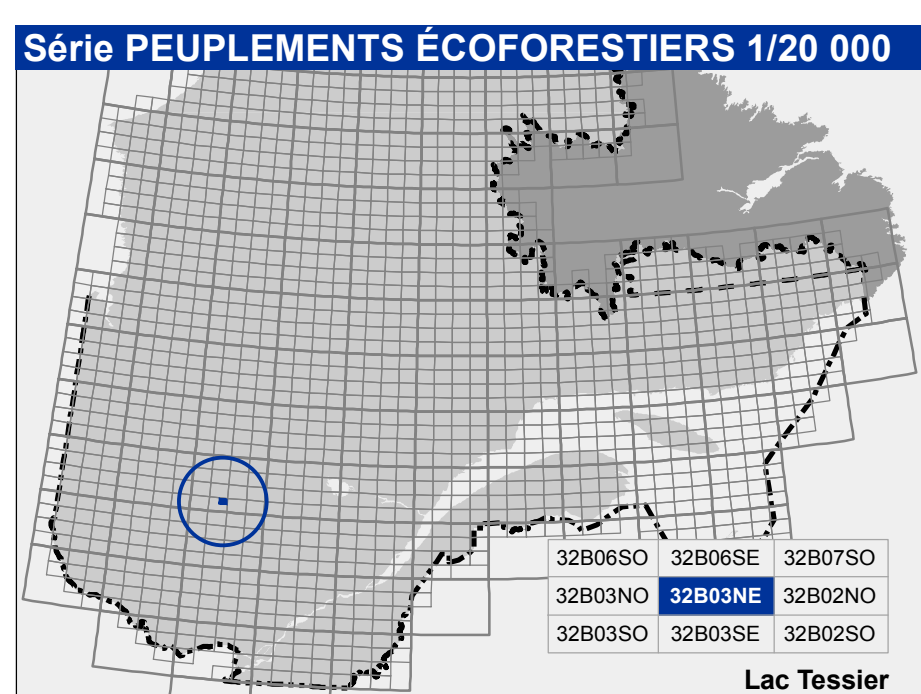 Série PEUPLEMENTS ÉCOFORESTIERS 1/20 000
32B06SO 32B06SE 32B07SO
32B03NO 32B03NE 32B02NO
32B03SO 32B03SE 32B02SO
Lac Tessier